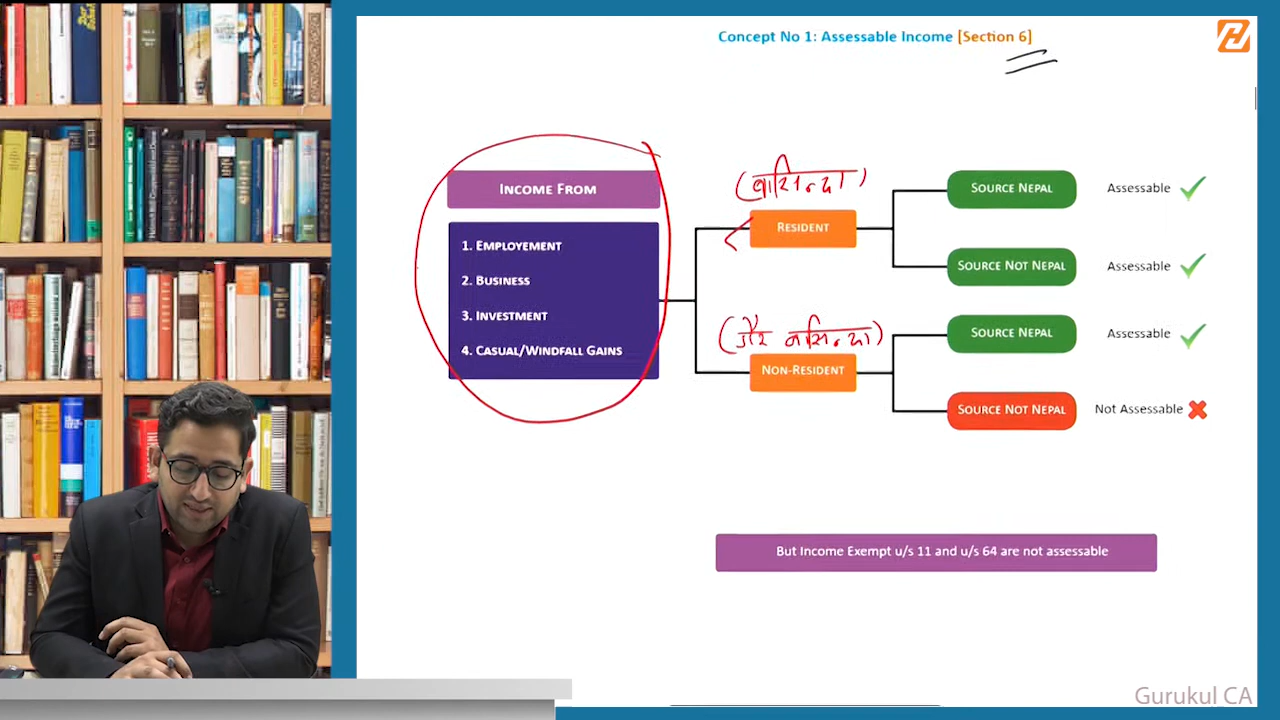 Concept No 1: Assessable Income [Section 6]
INCOME FROM
1. EMPLOYEMENT
2. BUSINESS
3. INVESTMENT
4. CASUAL/WINDFALL GAINS
RESIDENT
SOURCE NEPAL
Assessable
SOURCE NOT NEPAL
Assessable
NON-RESIDENT
SOURCE NEPAL
Assessable
SOURCE NOT NEPAL
Not Assessable
But Income Exempt u/s 11 and u/s 64 are not assessable
Gurukul CA